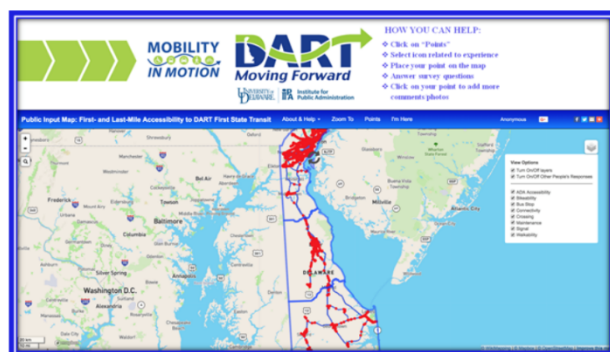 HOW YOU CAN HELP:
❖ Click on "Points"
❖ Select icon related to experience
❖ Place your point on the map
❖ Answer survey questions
❖ Click on your point to add more
comments photos
MOBILITY
IN MOTION
DART
Moving Forward
UNIVERSITY OF
DELAWARE
Institute for
Public Administration
Public Input Map: First- and Last-Mile Accessibility to DART First State Transit
About & Help
Zoom To
Points
I'm Here
Anonymous
View Options
Turn On/Off layers
Turn On/Off Other People's Responses
ADA Accessibility
Bikeability
Bus Stop
Connectivity
Crossing
Maintenance
Signal
Walkability
Manchester
Bel Air
Frederick
Towson
Baltimore
Columbia
Silver Spring
Annapolis
Washington D.C.
Alexandria
Millville
Atlantic City
DELAWARE